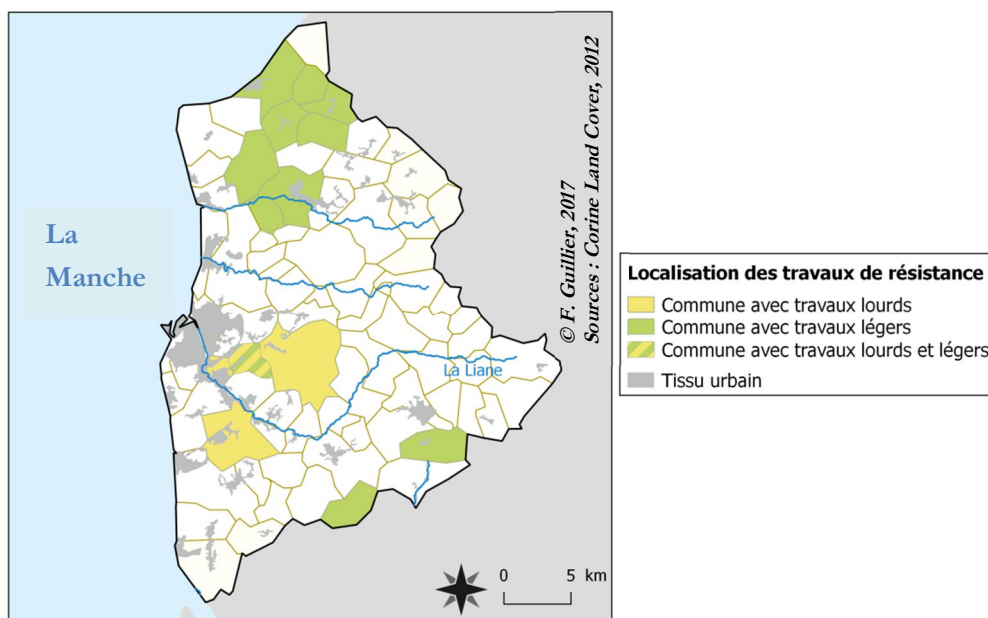 La
Manche
© F. Guillier, 2017
Sources : Corine Land Cover, 2012
La Liane
0 5 km
Localisation des travaux de résistance
Commune avec travaux lourds
Commune avec travaux légers
Commune avec travaux lourds et légers
Tissu urbain